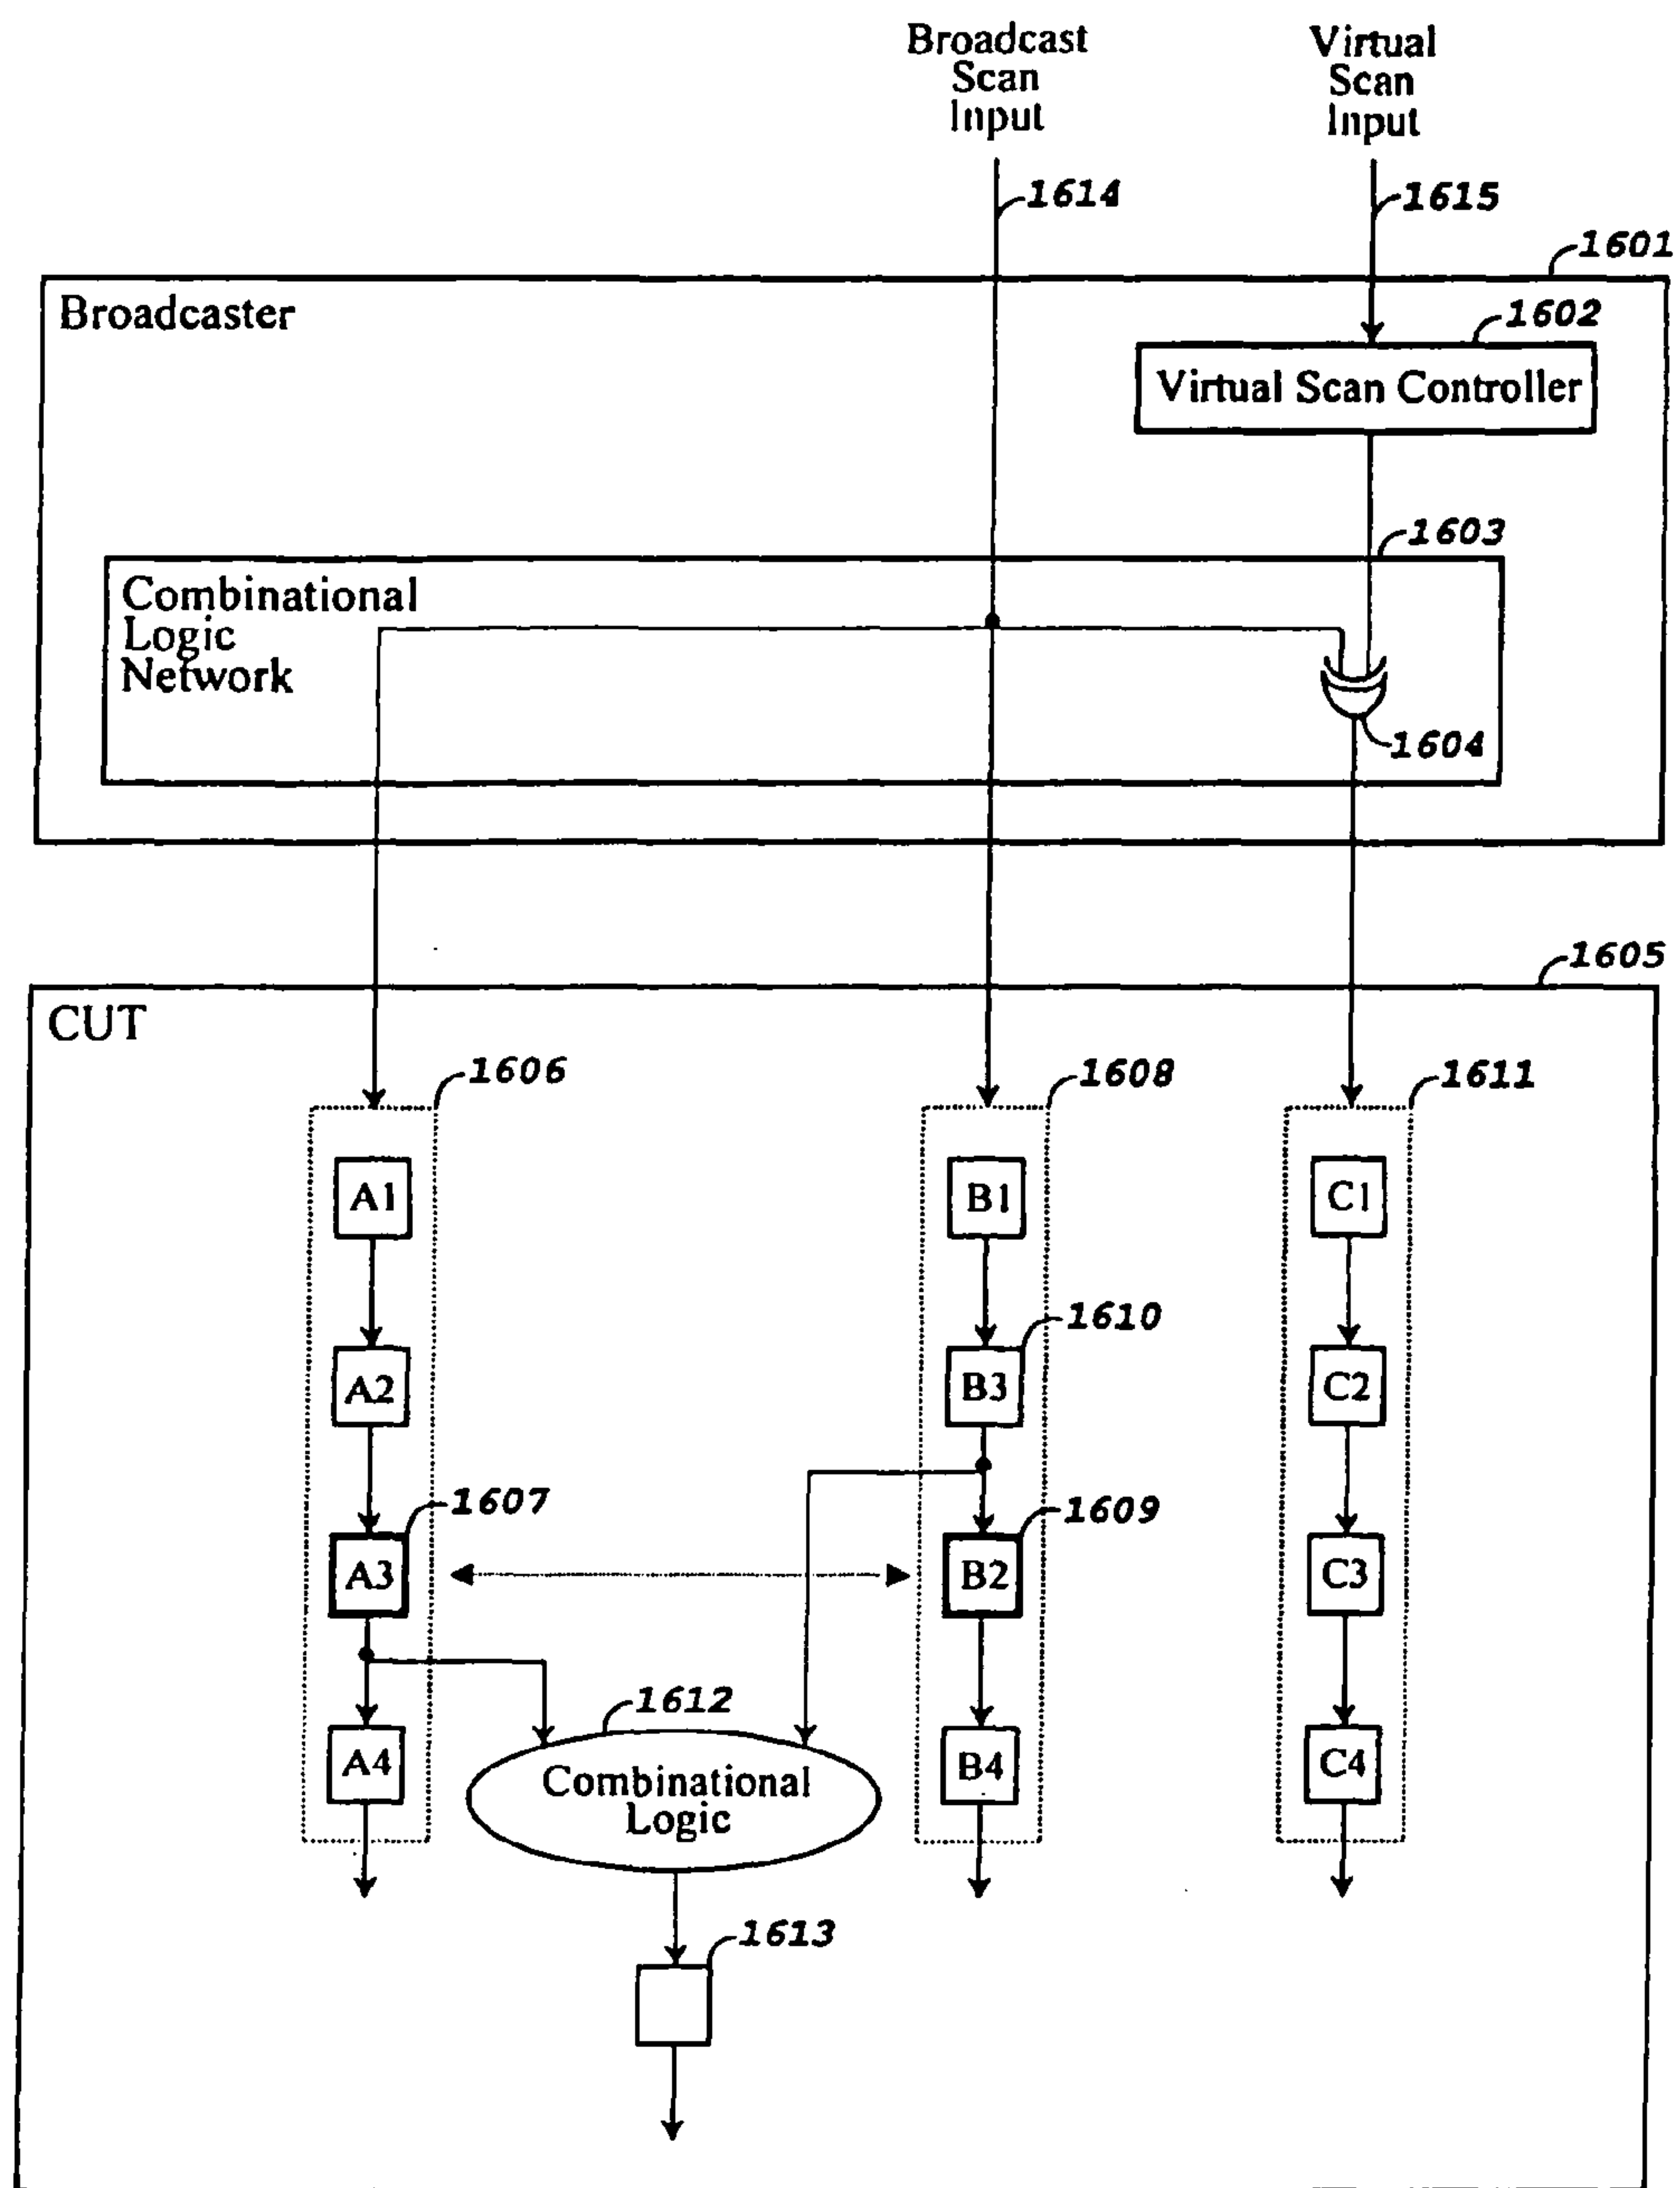 Broadcast
Scan
Input
Virtual
Scan
Input
1614
1615
1601
Broadcaster
1602
Virtual Scan Controller
1603
Combinational
Logic
Network
1604
1605
CUT
1606
1608
1611
A1
B1
C1
1610
A2
B3
C2
1607
1609
A3
B2
C3
1612
A4
Combinational
Logic
B4
C4
1613